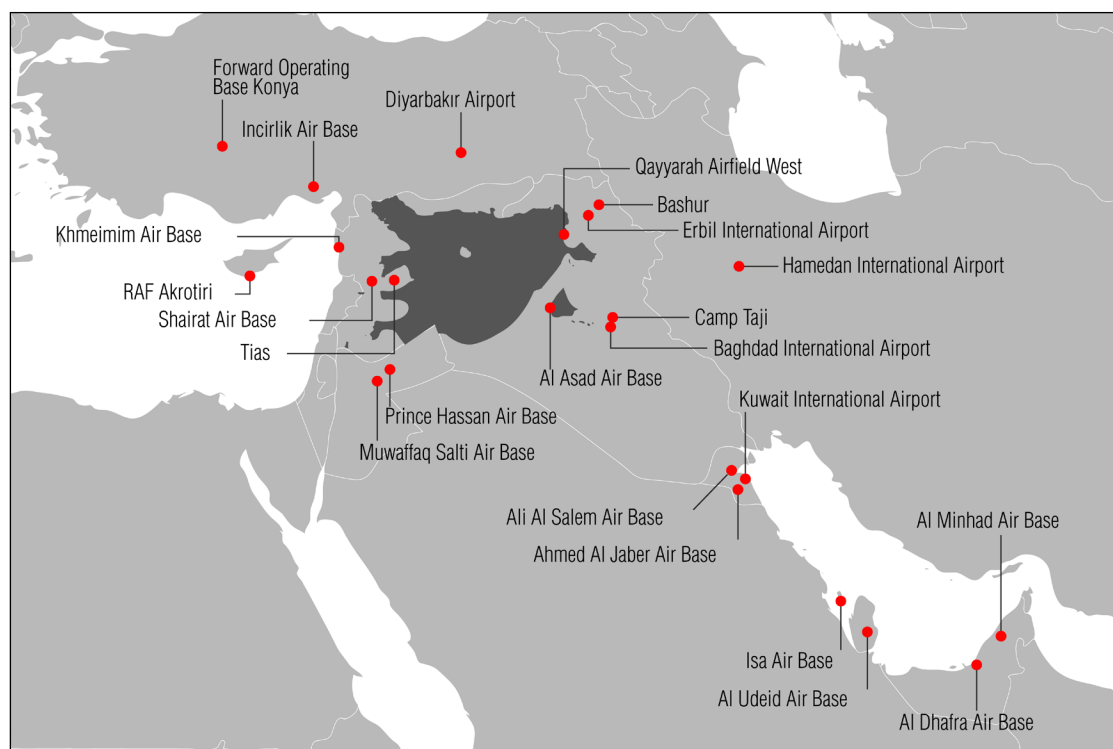 Forward Operating
Base Konya
Diyarbakır Airport
Incirlik Air Base
Qayyarah Airfield West
Bashur
Khmeimim Air Base
Erbil International Airport
Hamedan International Airport
RAF Akrotiri
Shairat Air Base
Camp Taji
Tias
Baghdad International Airport
Al Asad Air Base
Kuwait International Airport
Prince Hassan Air Base
Muwaffaq Salti Air Base
Ali Al Salem Air Base
Al Minhad Air Base
Ahmed Al Jaber Air Base
Isa Air Base
Al Udeid Air Base
Al Dhafra Air Base